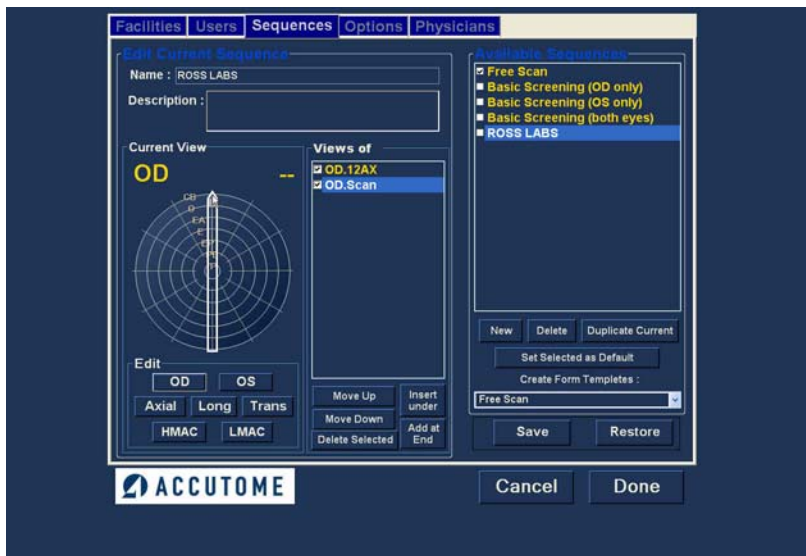 Facilities Users Sequences Options Physicians
Edit Current Sequence
Name : ROSS LABS
Description :
Current View
OD --
CB
O
EA
E
EP
P
Edit
OD OS
Axial Long Trans
HMAC LMAC
Views of
OD.12AX
OD.Scan
Move Up
Insert under
Move Down
Add at End
Delete Selected
Available Sequences
Free Scan
Basic Screening (OD only)
Basic Screening (OS only)
Basic Screening (both eyes)
ROSS LABS
New Delete Duplicate Current
Set Selected as Default
Create Form Templetes :
Free Scan
Save Restore
ACCUTOME
Cancel Done